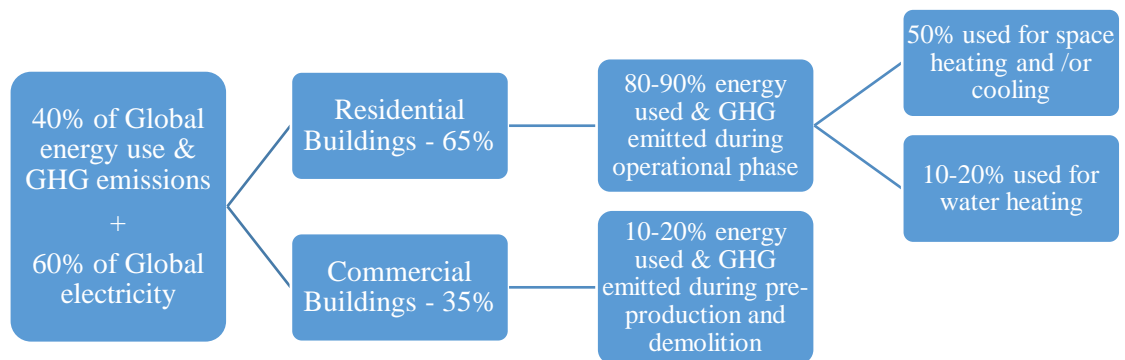 40% of Global
energy use &
GHG emissions
+
60% of Global
electricity
Residential
Buildings - 65%
Commercial
Buildings - 35%
80-90% energy
used & GHG
emitted during
operational phase
10-20% energy
used & GHG
emitted during pre-
production and
demolition
50% used for space
heating and /or
cooling
10-20% used for
water heating